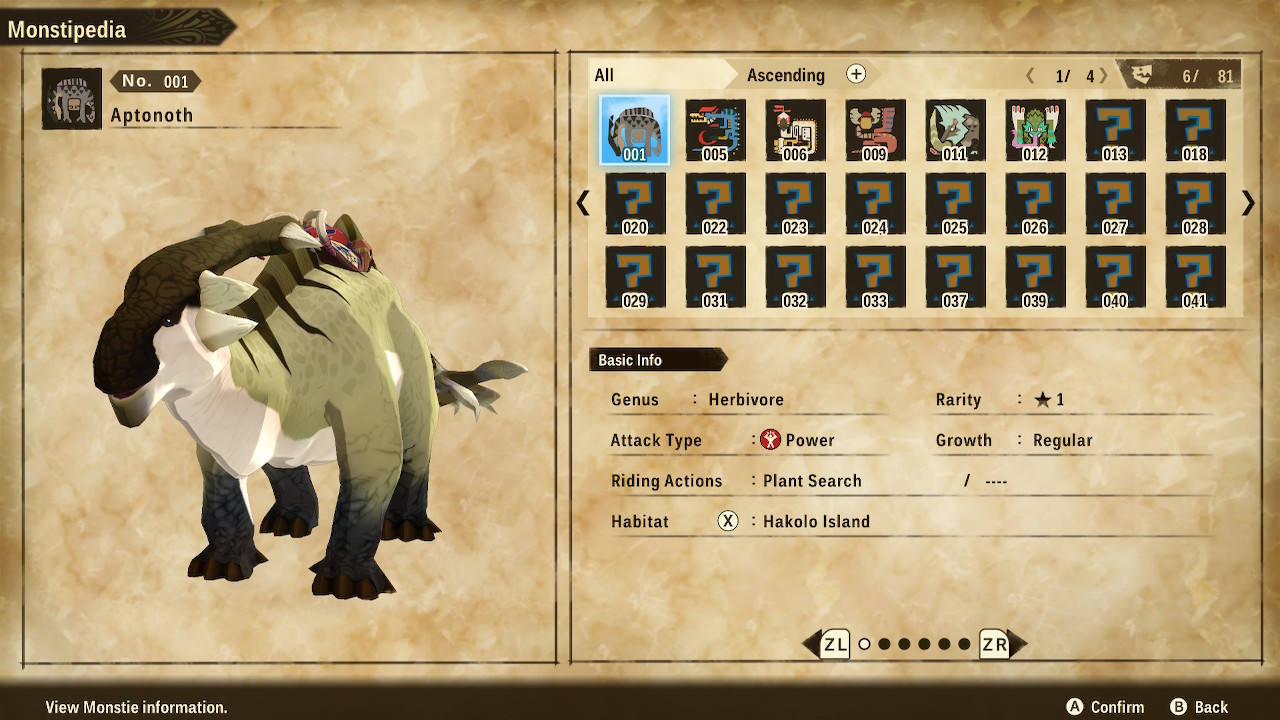 Monstipedia
No. 001
Aptonoth
All
Ascending
1/ 4
6/ 81
001 005 006 009 011 012 013 018
020 022 023 024 025 026 027 028
029 031 032 033 037 039 040 041
Basic Info
Genus : Herbivore
Rarity : ★ 1
Attack Type : Power
Growth : Regular
Riding Actions : Plant Search / ----
Habitat X : Hakolo Island
ZL ZR
View Monstie information.
A Confirm B Back